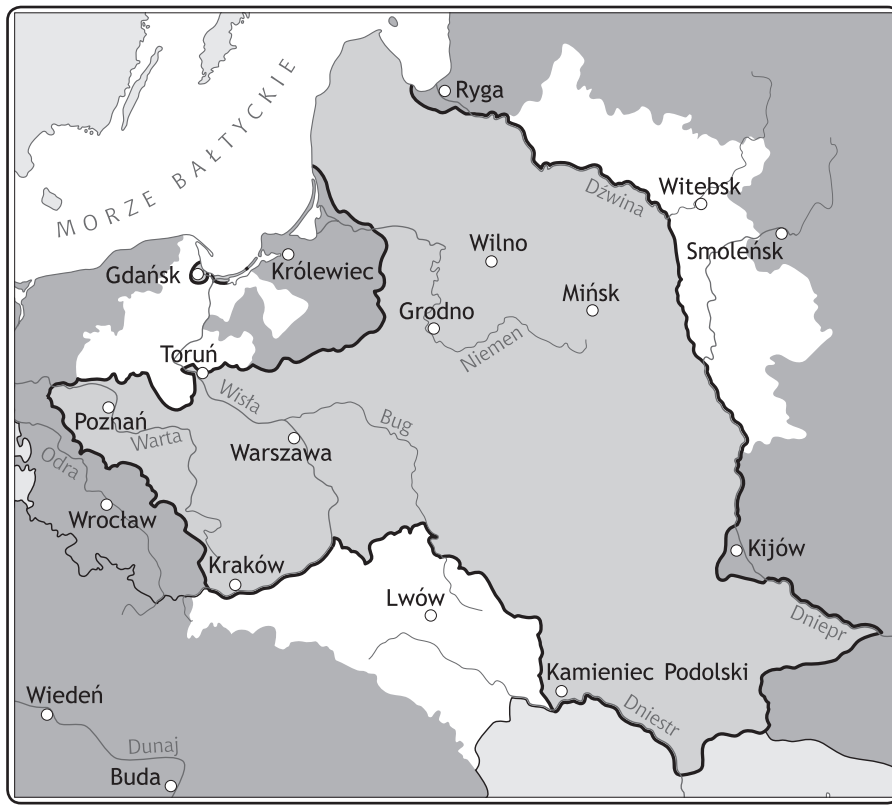 Ryga
MORZE BAŁTYCKIE
Dźwina
Witebsk
Wilno
Smoleńsk
Gdańsk
Królewiec
Mińsk
Grodno
Niemen
Toruń
Wisła
Poznań
Bug
Warta
Warszawa
Odra
Wrocław
Kijów
Kraków
Lwów
Dniepr
Kamieniec Podolski
Wiedeń
Dniestr
Dunaj
Buda